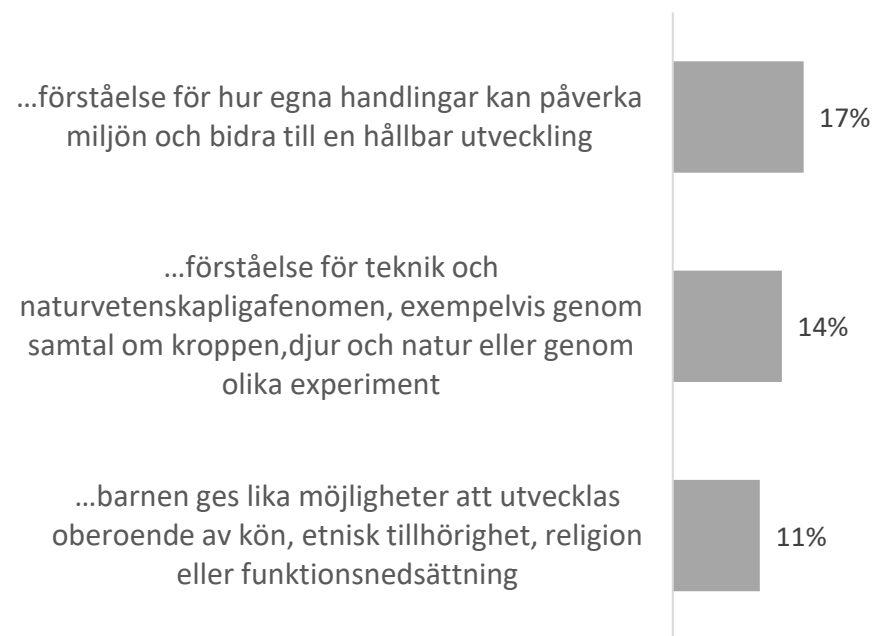 ...förståelse för hur egna handlingar kan påverka
miljön och bidra till en hållbar utveckling
17%
...förståelse för teknik och
naturvetenskapligafenomen, exempelvis genom
samtal om kroppen,djur och natur eller genom
olika experiment
14%
...barnen ges lika möjligheter att utvecklas
oberoende av kön, etnisk tillhörighet, religion
eller funktionsnedsättning
11%